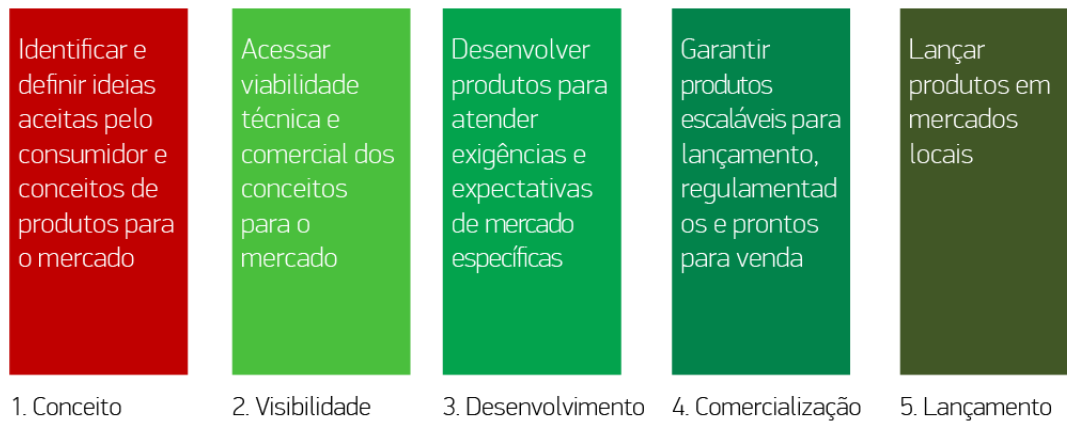 Identificar e
definir ideias
aceitas pelo
consumidor e
conceitos de
produtos para
o mercado
Acessar
viabilidade
técnica e
comercial dos
conceitos
para o
mercado
Desenvolver
produtos para
atender
exigências e
expectativas
de mercado
específicas
Garantir
produtos
escaláveis para
lançamento,
regulamentad
os e prontos
para venda
Lançar
produtos em
mercados
locais
1. Conceito
2. Visibilidade
3. Desenvolvimento
4. Comercialização
5. Lançamento